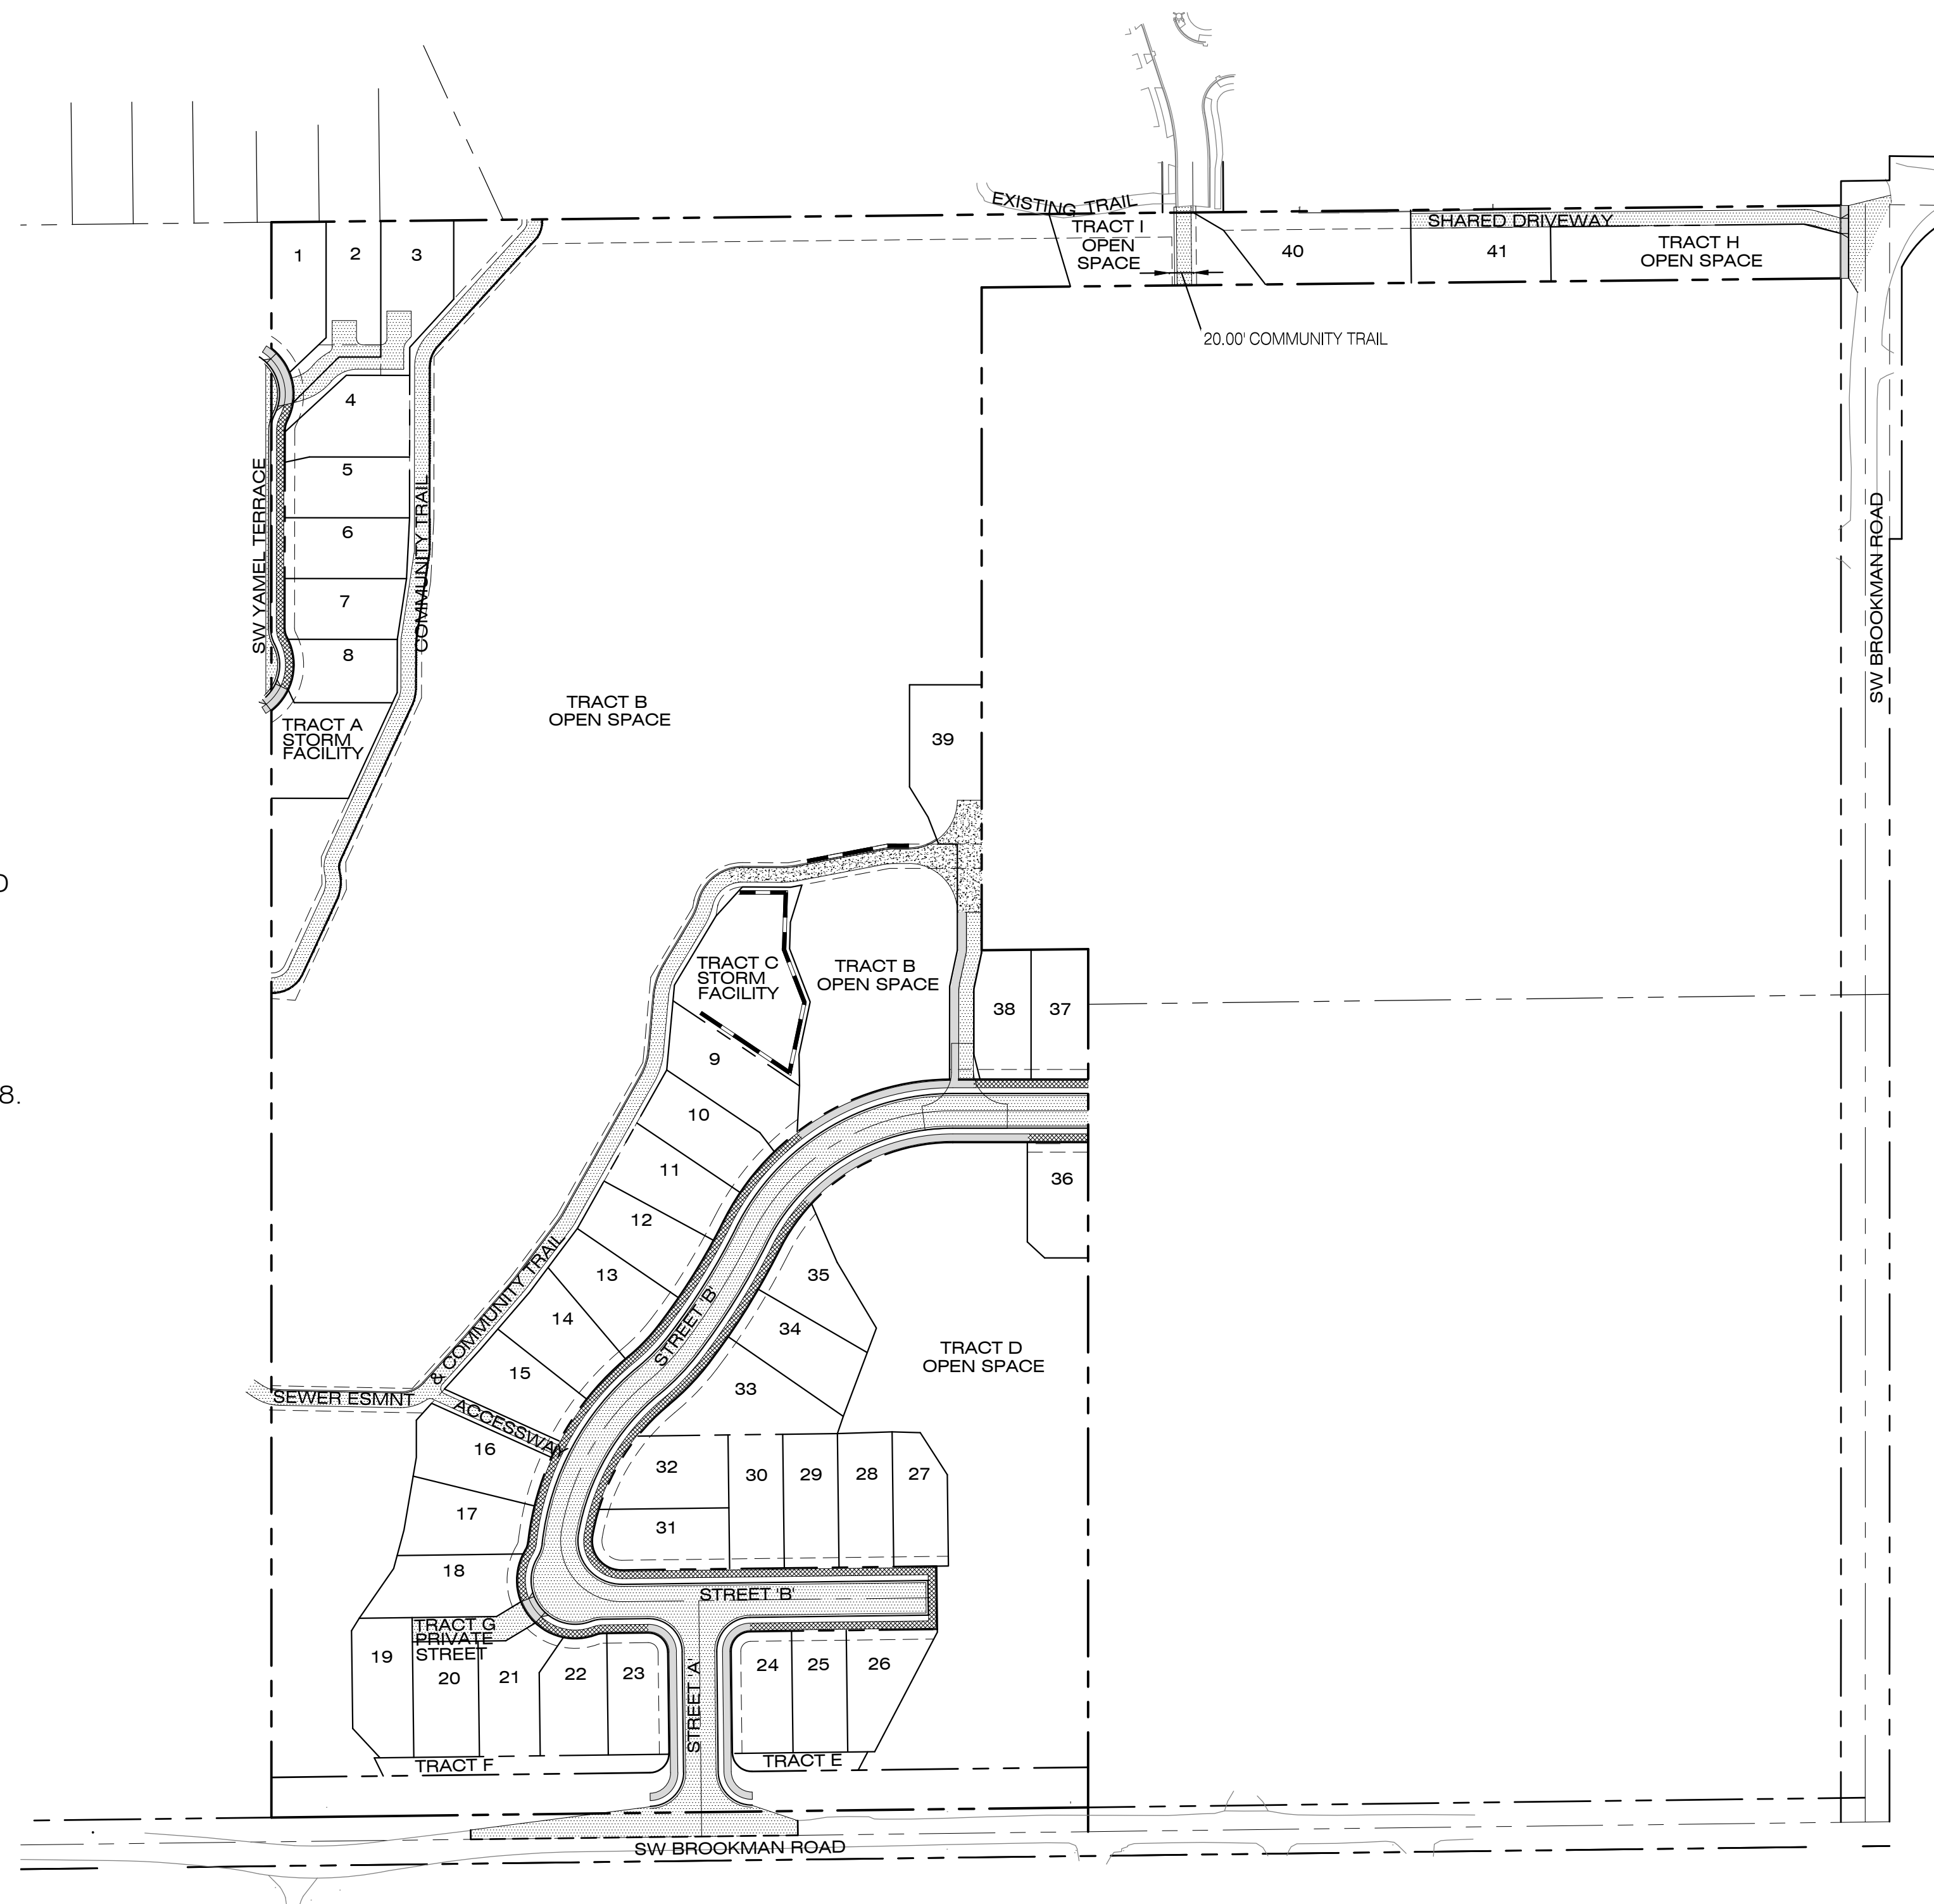 EXISTING TRAIL
TRACT I
OPEN
SPACE
SHARED DRIVEWAY
40
41
TRACT H
OPEN SPACE
20.00' COMMUNITY TRAIL
1
2
3
4
5
6
7
8
SW YAMEL TERRACE
COMMUNITY TRAIL
SW BROOKMAN ROAD
TRACT A
STORM
FACILITY
TRACT B
OPEN SPACE
39
0
8.
TRACT C
STORM
FACILITY
TRACT B
OPEN SPACE
38
37
9
10
11
12
13
14
15
36
35
34
33
STREET 'B'
TRACT D
OPEN SPACE
SEWER ESMNT
& COMMUNITY TRAIL
ACCESSWAY
16
17
18
32
31
30
29
28
27
STREET 'B'
TRACT G
PRIVATE
STREET
19
20
21
22
23
STREET 'A'
24
25
26
TRACT F
TRACT E
SW BROOKMAN ROAD